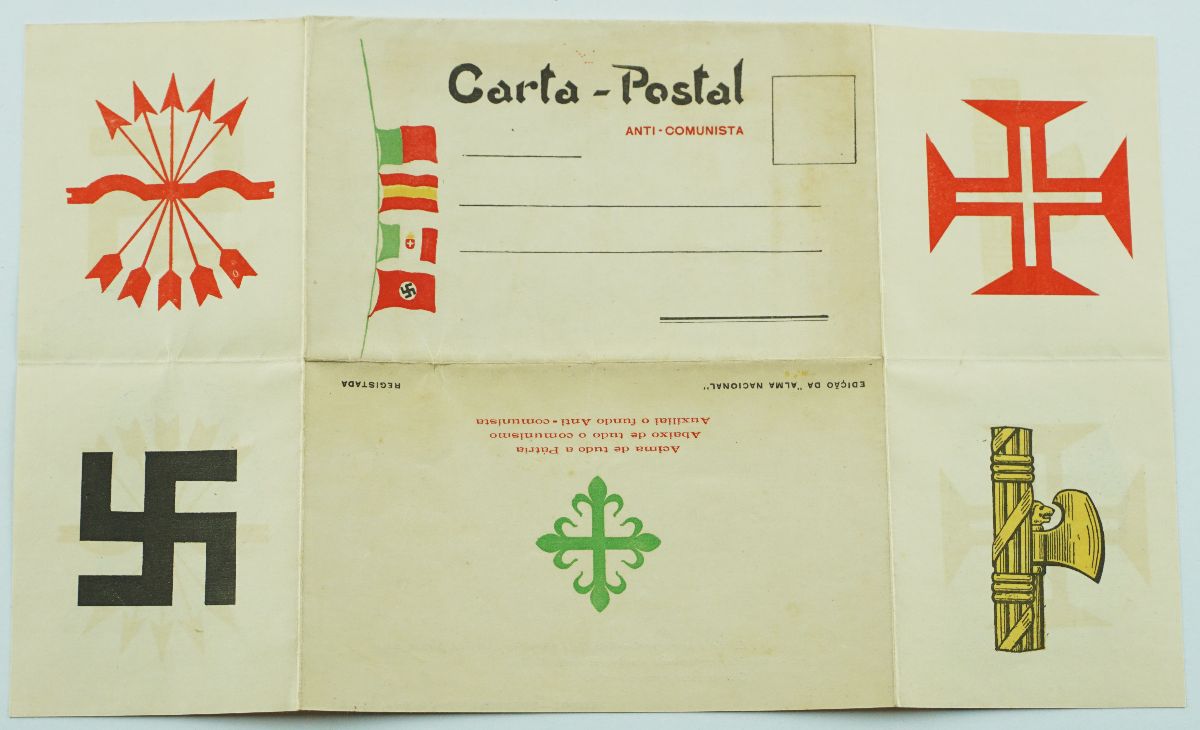 Carta-Postal
ANTI-COMUNISTA
EDIÇÃO DA "ALMA NACIONAL"
REGISTADA
Acima de tudo a Pátria
Abaixo de tudo o comunismo
Auxiliai o fundo Anti-comunista